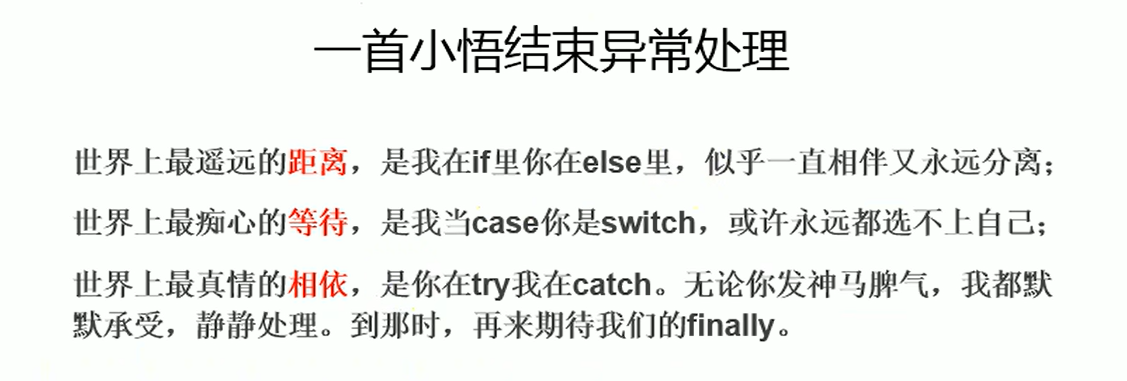 一首小悟结束异常处理
世界上最遥远的距离，是我在if里你在else里，似乎一直相伴又永远分离；
世界上最痴心的等待，是我当case你是switch，或许永远都选不上自己；
世界上最真情的相依，是你在try我在catch。无论你发神马脾气，我都默
默承受，静静处理。到那时，再来期待我们的finally。